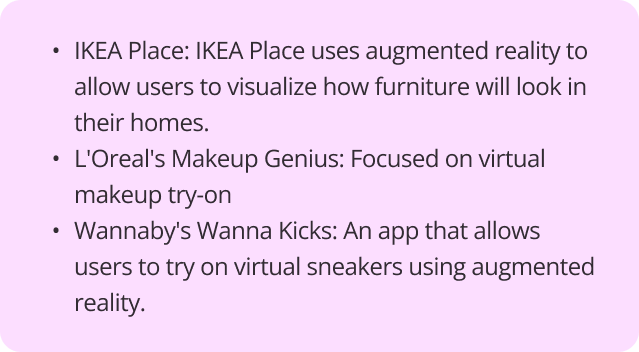 • IKEA Place: IKEA Place uses augmented reality to
allow users to visualize how furniture will look in
their homes.
• L'Oreal's Makeup Genius: Focused on virtual
makeup try-on
• Wannaby's Wanna Kicks: An app that allows
users to try on virtual sneakers using augmented
reality.